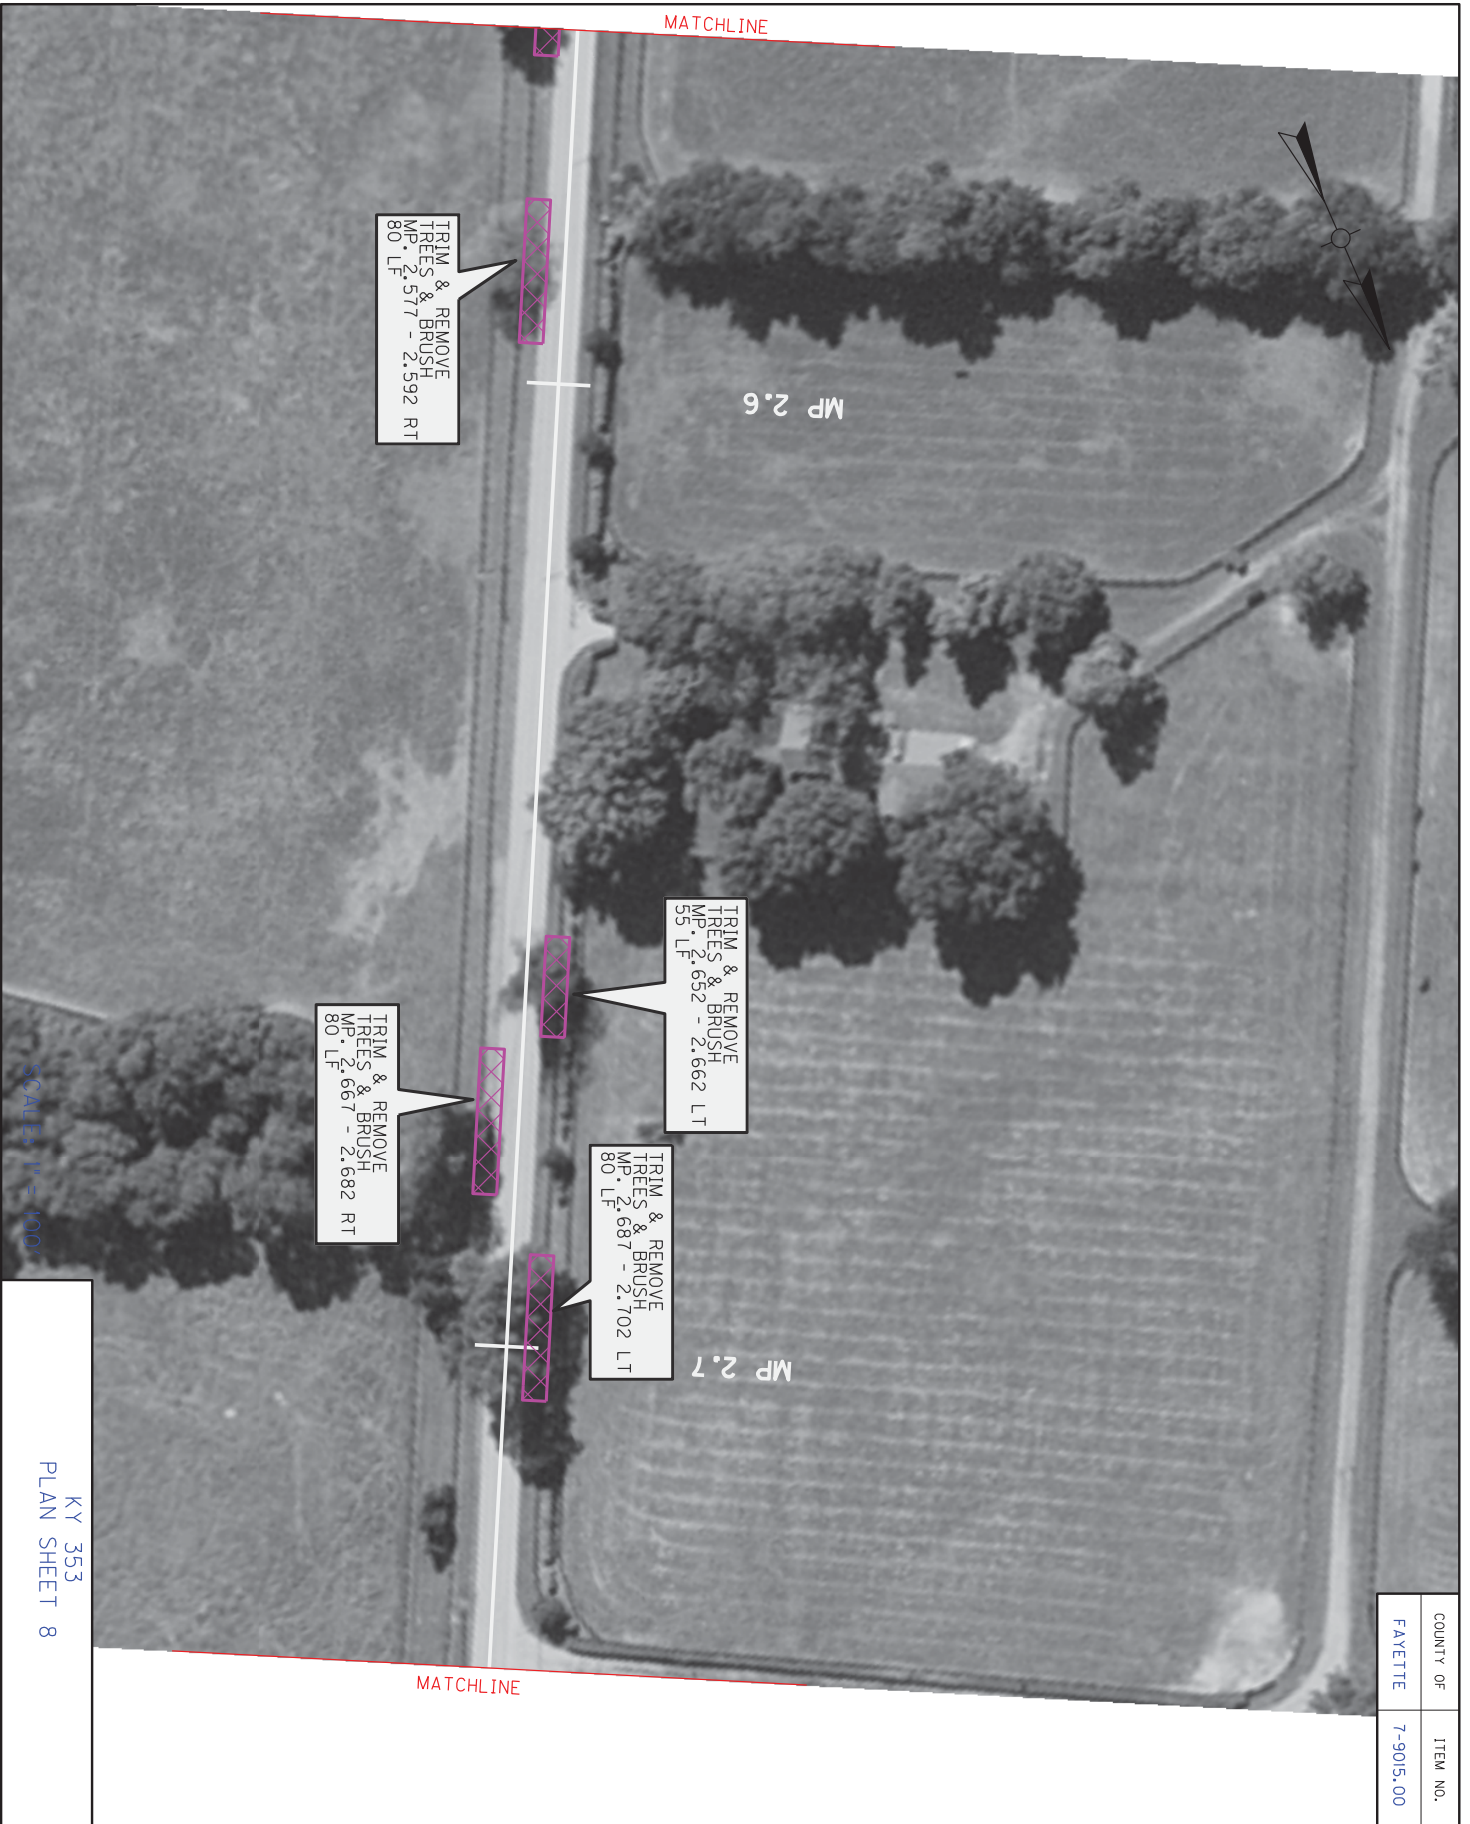 MATCHLINE
COUNTY OF
ITEM NO.
FAYETTE
7-9015.00
MP 2.6
MP 2.7
TRIM & REMOVE
TREES & BRUSH
MP. 2.577 - 2.592 RT
80 LF
TRIM & REMOVE
TREES & BRUSH
MP. 2.652 - 2.662 LT
55 LF
TRIM & REMOVE
TREES & BRUSH
MP. 2.667 - 2.682 RT
80 LF
TRIM & REMOVE
TREES & BRUSH
MP. 2.687 - 2.702 LT
80 LF
MATCHLINE
SCALE: 1" = 100'
KY 353
PLAN SHEET 8